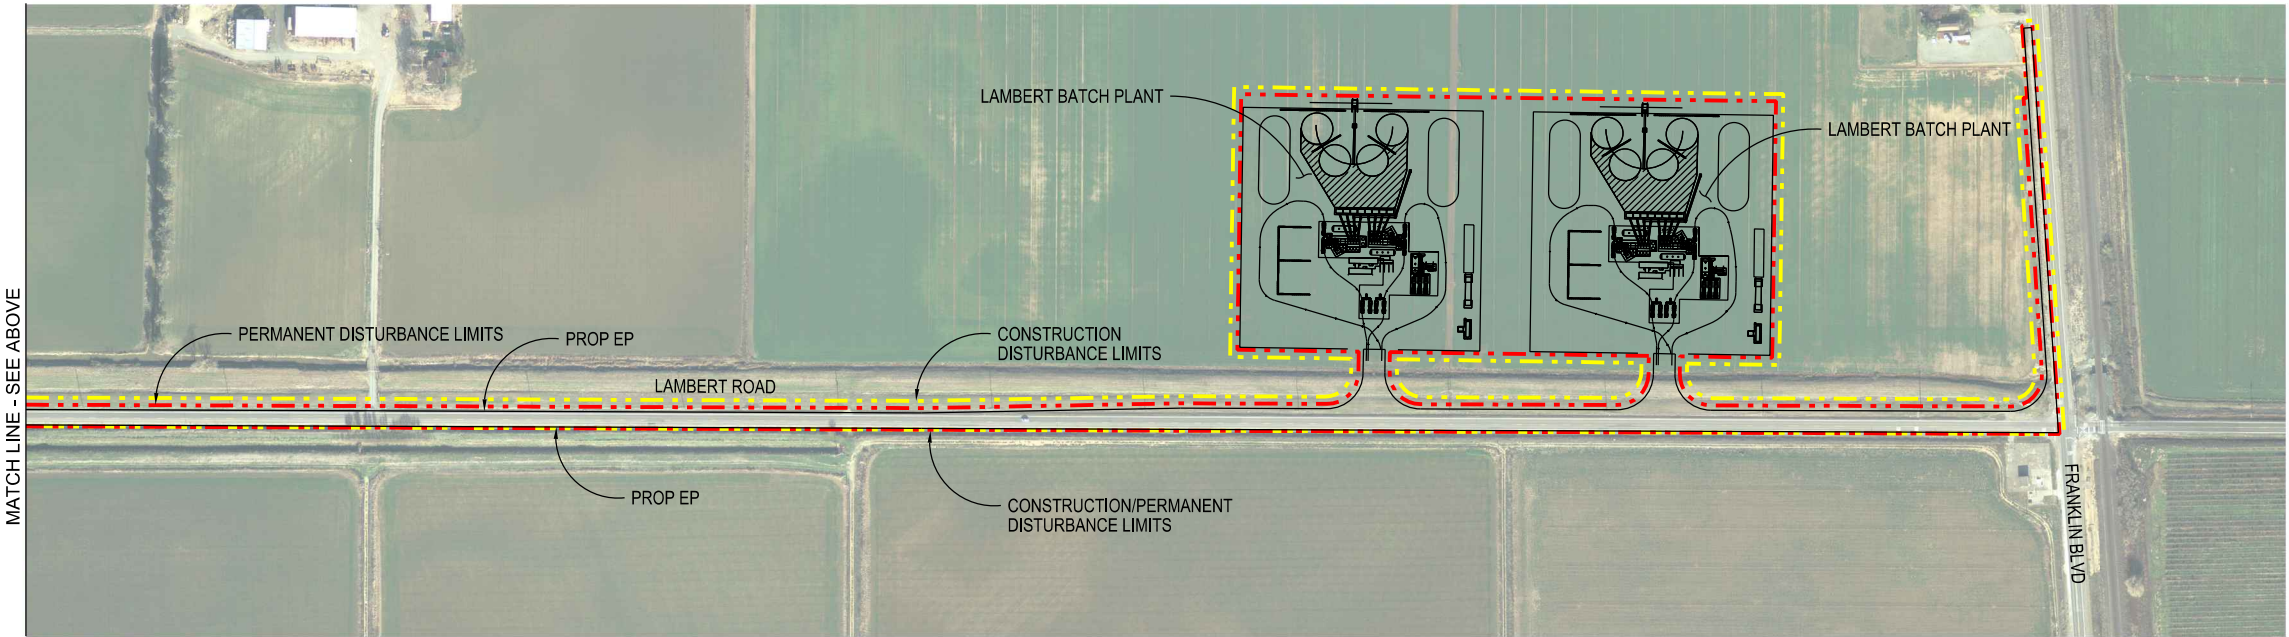 LAMBERT BATCH PLANT
LAMBERT BATCH PLANT
MATCH LINE - SEE ABOVE
PERMANENT DISTURBANCE LIMITS
PROP EP
CONSTRUCTION
DISTURBANCE LIMITS
LAMBERT ROAD
PROP EP
CONSTRUCTION/PERMANENT
DISTURBANCE LIMITS
FRANKLIN BLVD